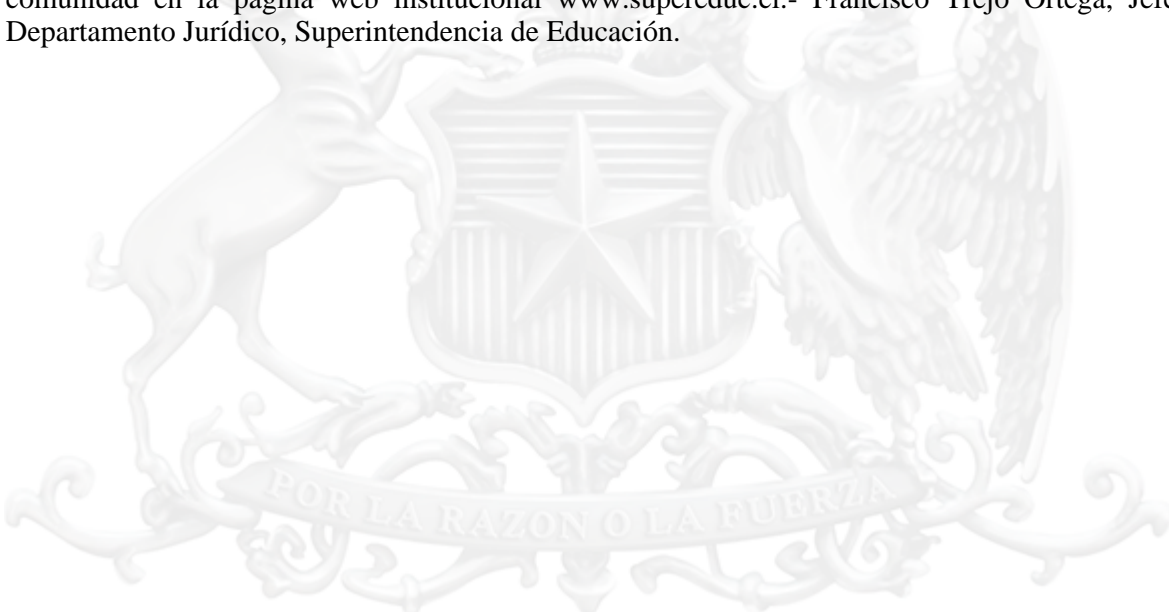 comunidad en la página web institucional www.supereduc.cl.- Francisco Trejo Ortega, Jefe
Departamento Jurídico, Superintendencia de Educación.
POR LA RAZON O LA FUERZA